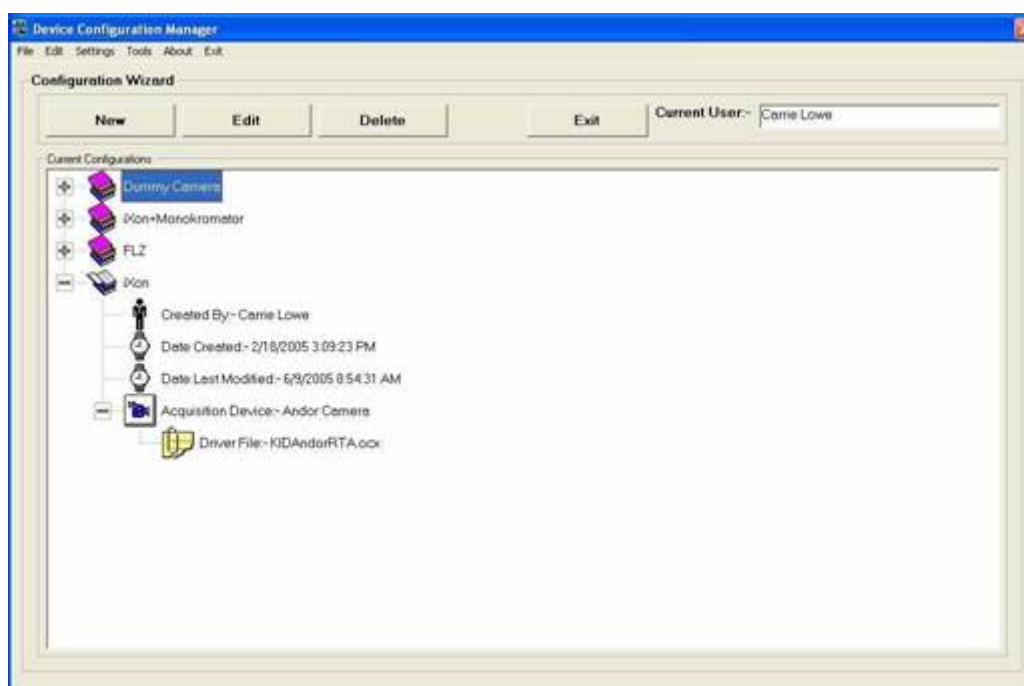 Device Configuration Manager
File Edit Settings Tools About Exit
Configuration Wizard
New Edit Delete Exit Current User:- Carrie Lowe
Current Configurations
Dummy Camera
iXon+Monokromator
FLZ
iXon
Created By:- Carrie Lowe
Date Created:- 2/18/2005 3:09:23 PM
Date Last Modified:- 6/9/2005 8:54:31 AM
Acquisition Device:- Andor Camera
Driver File:- KIDAndorRTA.ocx